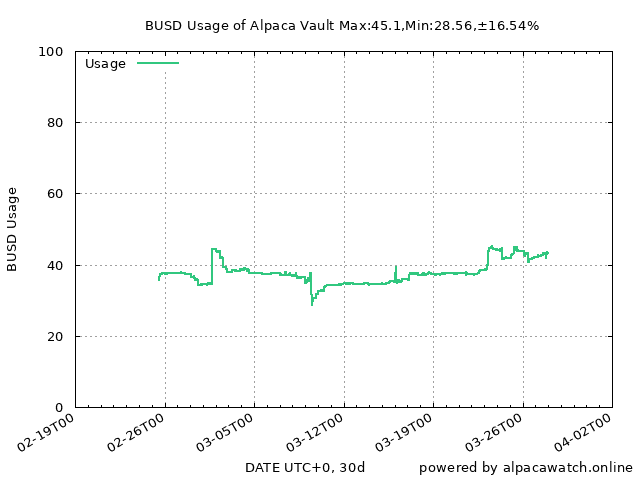 BUSD Usage of Alpaca Vault Max:45.1,Min:28.56,±16.54%
Usage
100
80
60
40
20
0
BUSD Usage
02-19T00
02-26T00
03-05T00
03-12T00
03-19T00
03-26T00
04-02T00
DATE UTC+0, 30d
powered by alpacawatch.online